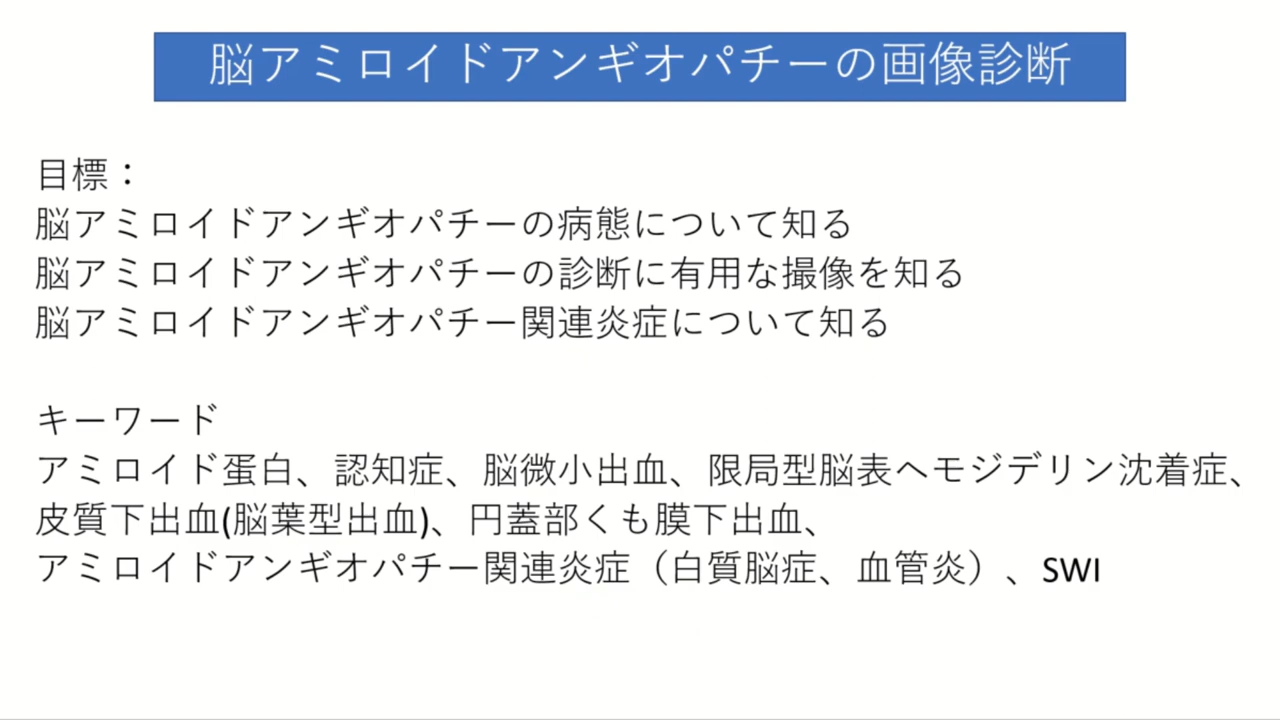 脳アミロイドアンギオパチーの画像診断
目標：
脳アミロイドアンギオパチーの病態について知る
脳アミロイドアンギオパチーの診断に有用な撮像を知る
脳アミロイドアンギオパチー関連炎症について知る
キーワード
アミロイド蛋白、認知症、脳微小出血、限局型脳表ヘモジデリン沈着症、
皮質下出血(脳葉型出血)、円蓋部くも膜下出血、
アミロイドアンギオパチー関連炎症（白質脳症、血管炎）、SWI